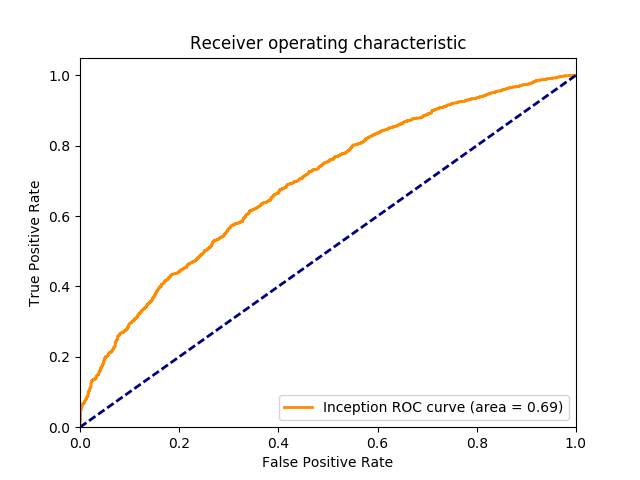 Receiver operating characteristic
True Positive Rate
1.0
0.8
0.6
0.4
0.2
0.0
Inception ROC curve (area = 0.69)
0.0 0.2 0.4 0.6 0.8 1.0
False Positive Rate